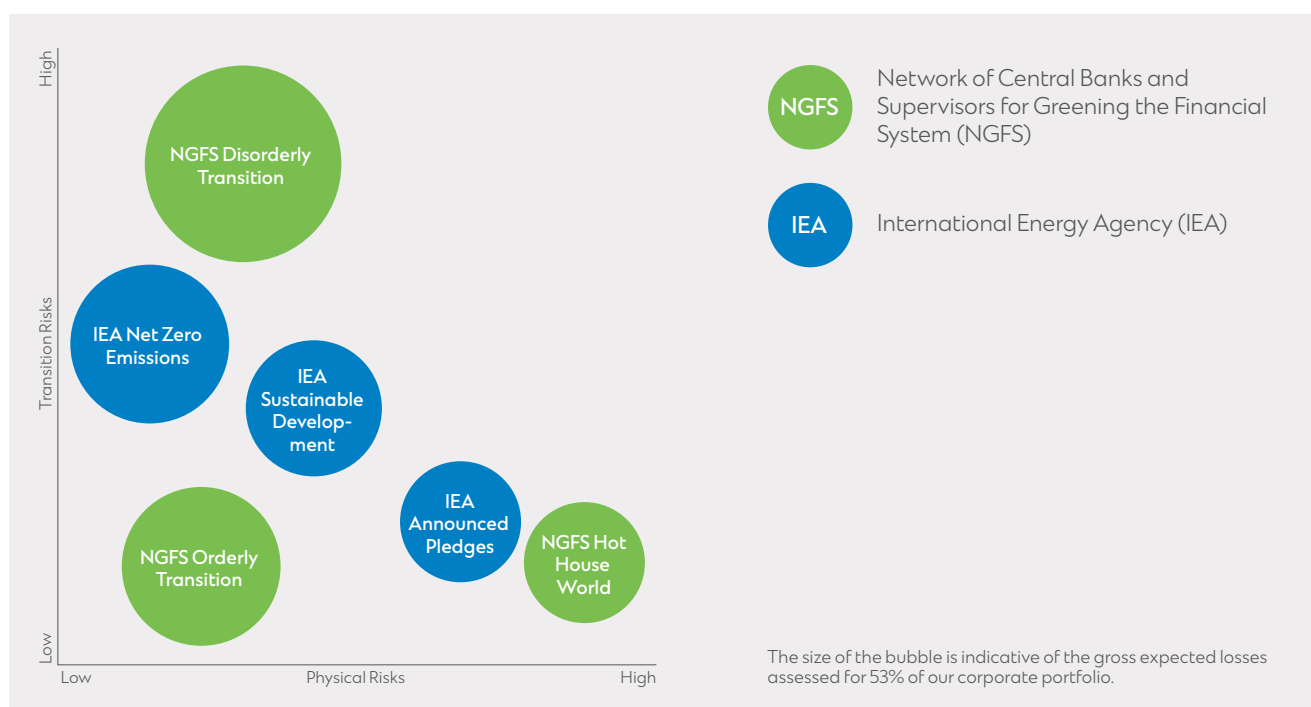 High
Transition Risks
Low
NGFS Disorderly
Transition
IEA Net Zero
Emissions
IEA
Sustainable
Develop-
ment
IEA
Announced
Pledges
NGFS Orderly
Transition
NGFS Hot
House
World
Low
Physical Risks
High
NGFS
Network of Central Banks and
Supervisors for Greening the Financial
System (NGFS)
IEA
International Energy Agency (IEA)
The size of the bubble is indicative of the gross expected losses
assessed for 53% of our corporate portfolio.